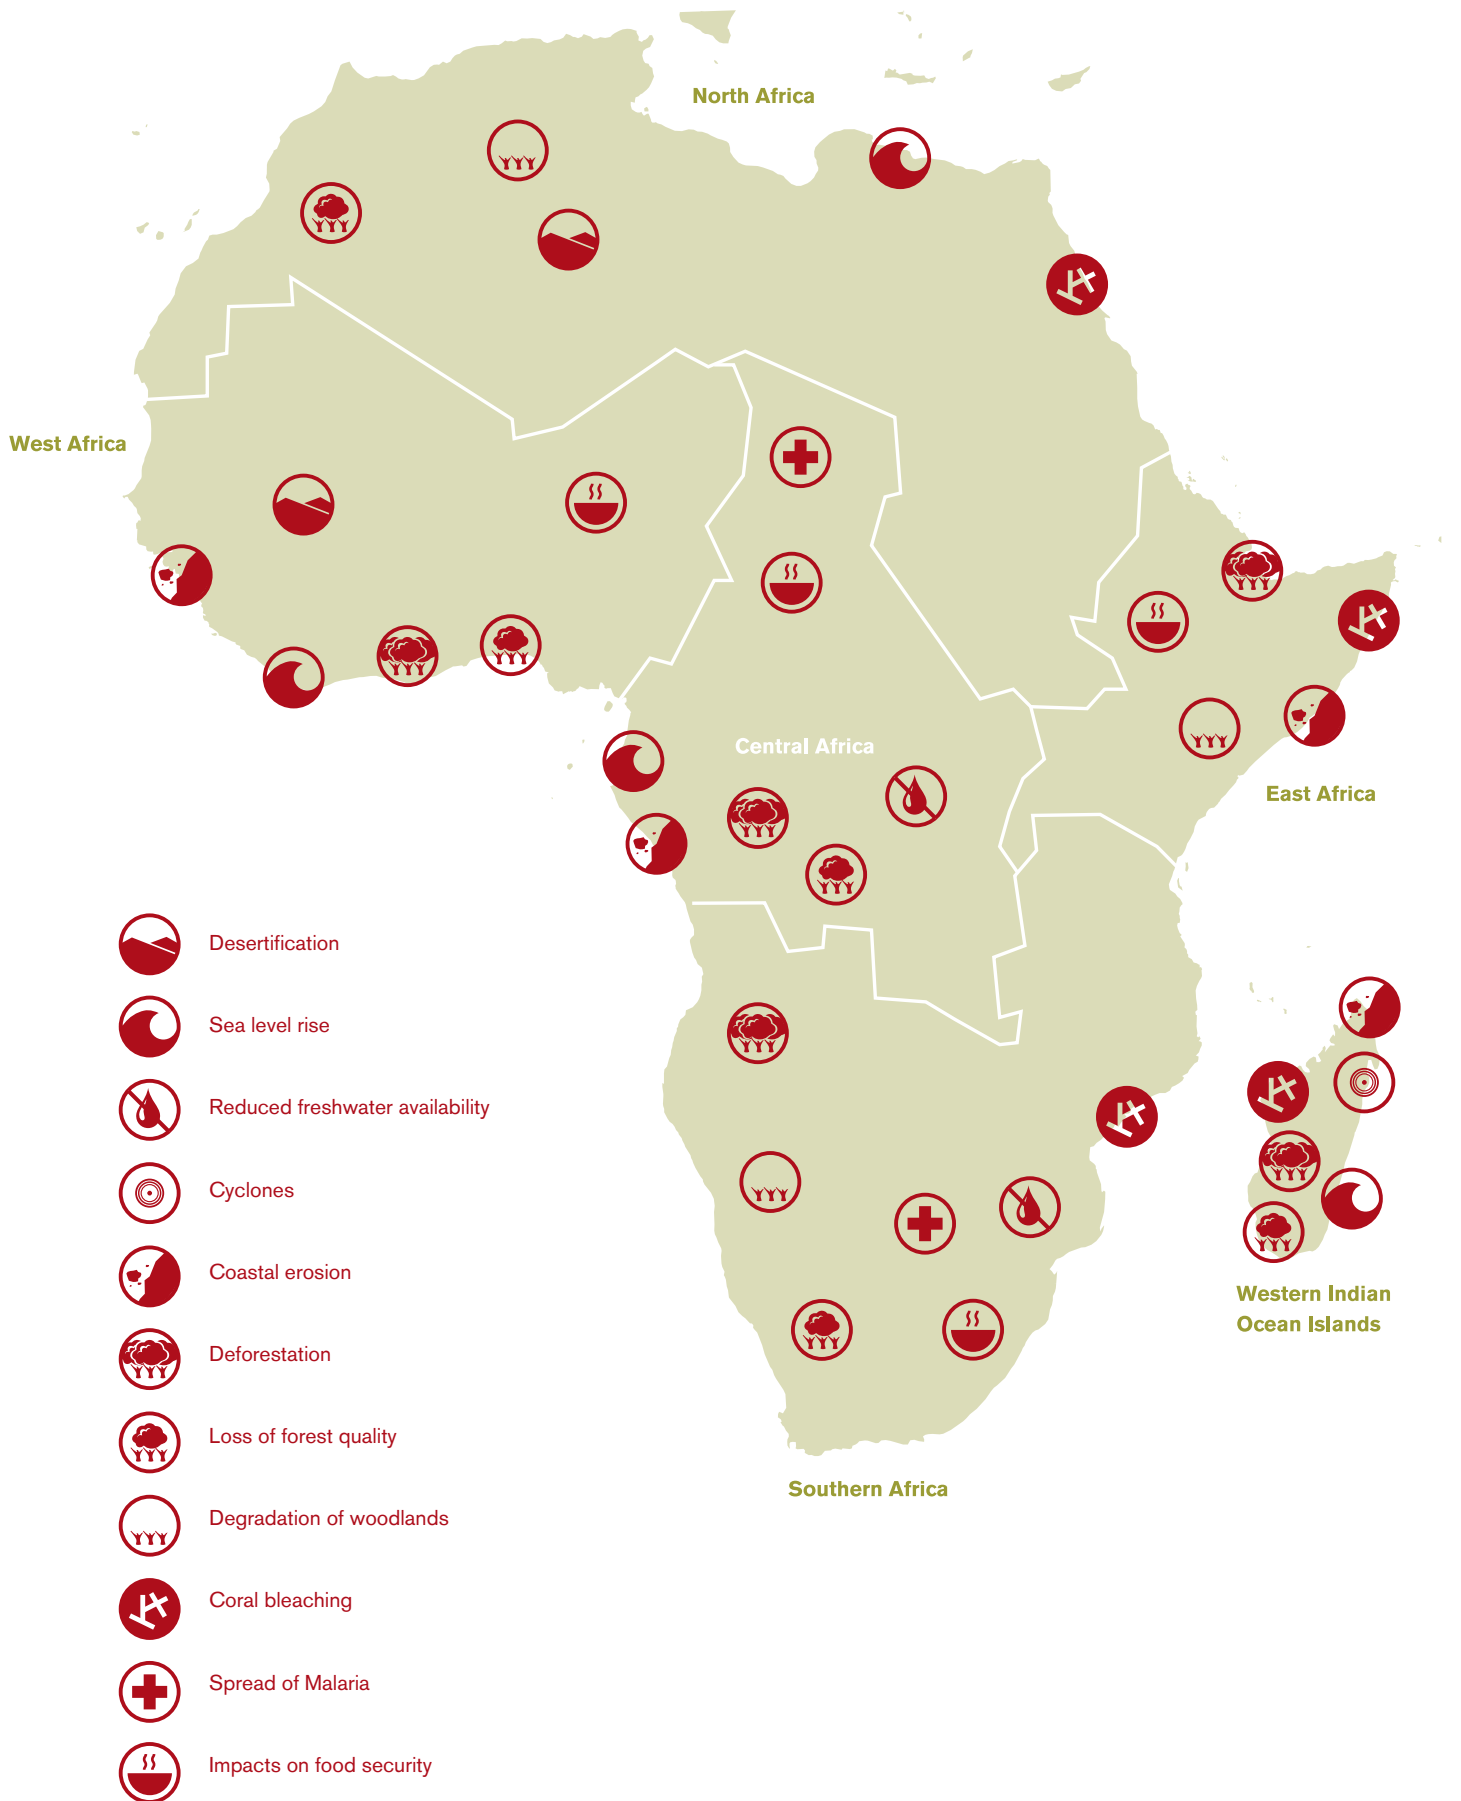 North Africa
West Africa
Central Africa
East Africa
Desertification
Sea level rise
Reduced freshwater availability
Cyclones
Coastal erosion
Western Indian
Ocean Islands
Deforestation
Loss of forest quality
Southern Africa
Degradation of woodlands
Coral bleaching
Spread of Malaria
Impacts on food security